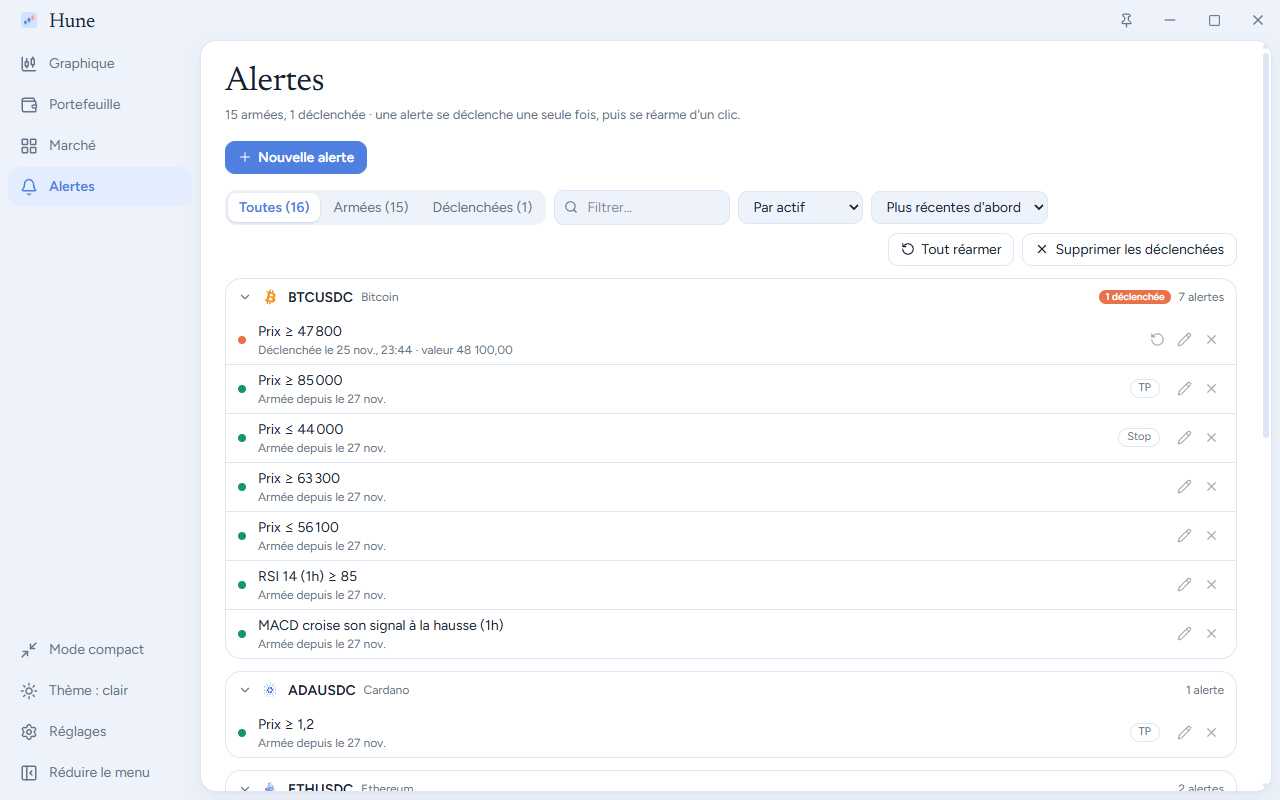 Hune
Graphique
Portefeuille
Marché
Alertes
Mode compact
Thème : clair
Réglages
Réduire le menu
Alertes
15 armées, 1 déclenchée · une alerte se déclenche une seule fois, puis se réarme d'un clic.
+ Nouvelle alerte
Toutes (16) Armées (15) Déclenchées (1) Filtrer... Par actif Plus récentes d'abord
Tout réarmer Supprimer les déclenchées
BTCUSDC Bitcoin 1 déclenchée 7 alertes
Prix ≥ 47 800
Déclenchée le 25 nov., 23:44 · valeur 48 100,00
Prix ≥ 85 000 TP
Armée depuis le 27 nov.
Prix ≤ 44 000 Stop
Armée depuis le 27 nov.
Prix ≥ 63 300
Armée depuis le 27 nov.
Prix ≤ 56 100
Armée depuis le 27 nov.
RSI 14 (1h) ≥ 85
Armée depuis le 27 nov.
MACD croise son signal à la hausse (1h)
Armée depuis le 27 nov.
ADAUSDC Cardano 1 alerte
Prix ≥ 1,2 TP
Armée depuis le 27 nov.
ETHUSDC Ethereum 2 alertes